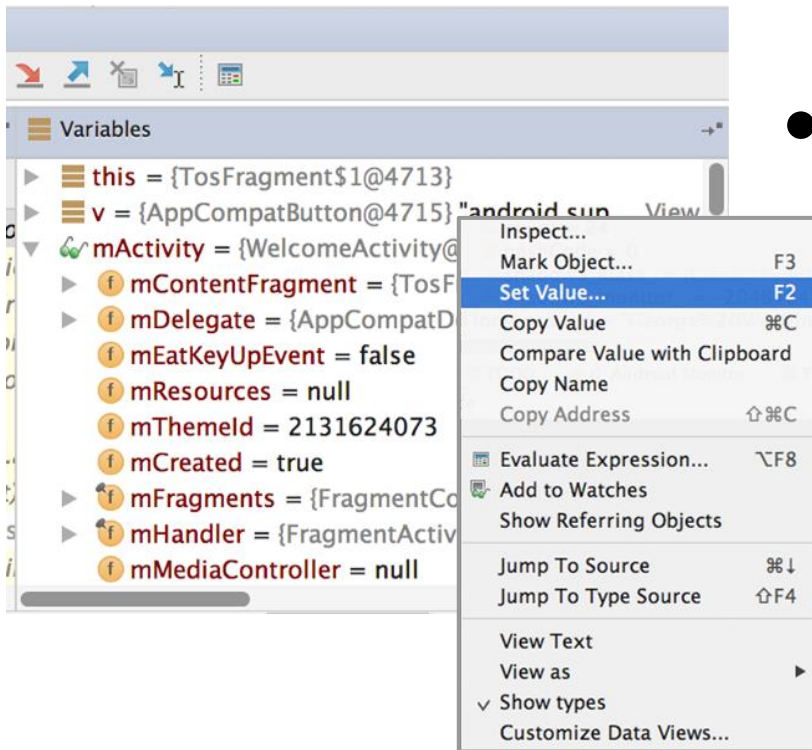 Variables
this = {TosFragment$1@4713}
v = {AppCompatButton@4715} "android.sup... View
mActivity = {WelcomeActivity@
mContentFragment = {TosF
mDelegate = {AppCompatD
mEatKeyUpEvent = false
mResources = null
mThemeId = 2131624073
mCreated = true
mFragments = {FragmentCo
mHandler = {FragmentActiv
mMediaController = null
Inspect...
Mark Object... F3
Set Value... F2
Copy Value ⌘C
Compare Value with Clipboard
Copy Name
Copy Address ⇧⌘C
Evaluate Expression... ⌥F8
Add to Watches
Show Referring Objects
Jump To Source ⌘↓
Jump To Type Source ⇧F4
View Text
View as
Show types
Customize Data Views...